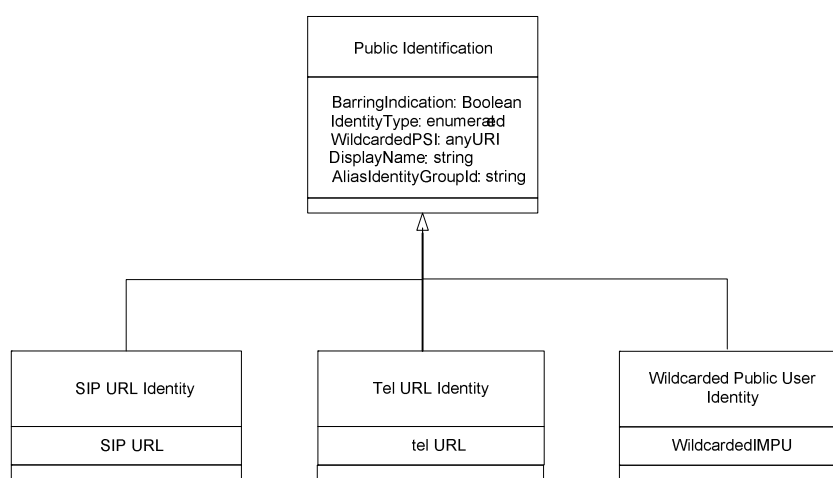 Public Identification
BarringIndication: Boolean
IdentityType: enumerated
WildcardedPSI: anyURI
DisplayName: string
AliasIdentityGroupId: string
SIP URL Identity
SIP URL
Tel URL Identity
tel URL
Wildcarded Public User
Identity
WildcardedIMPU